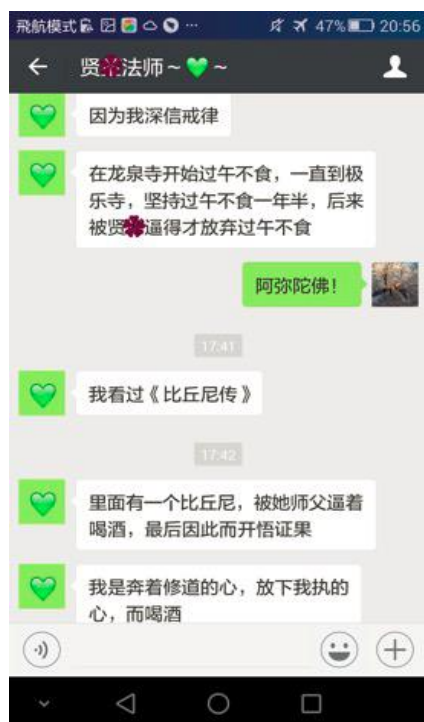 飛航模式 47% 20:56
贤法师~💚~
因为我深信戒律
在龙泉寺开始过午不食，一直到极
乐寺，坚持过午不食一年半，后来
被贤逼得才放弃过午不食
阿弥陀佛！
17:41
我看过《比丘尼传》
17:42
里面有一个比丘尼，被她师父逼着
喝酒，最后因此而开悟证果
我是奔着修道的心，放下我执的
心，而喝酒